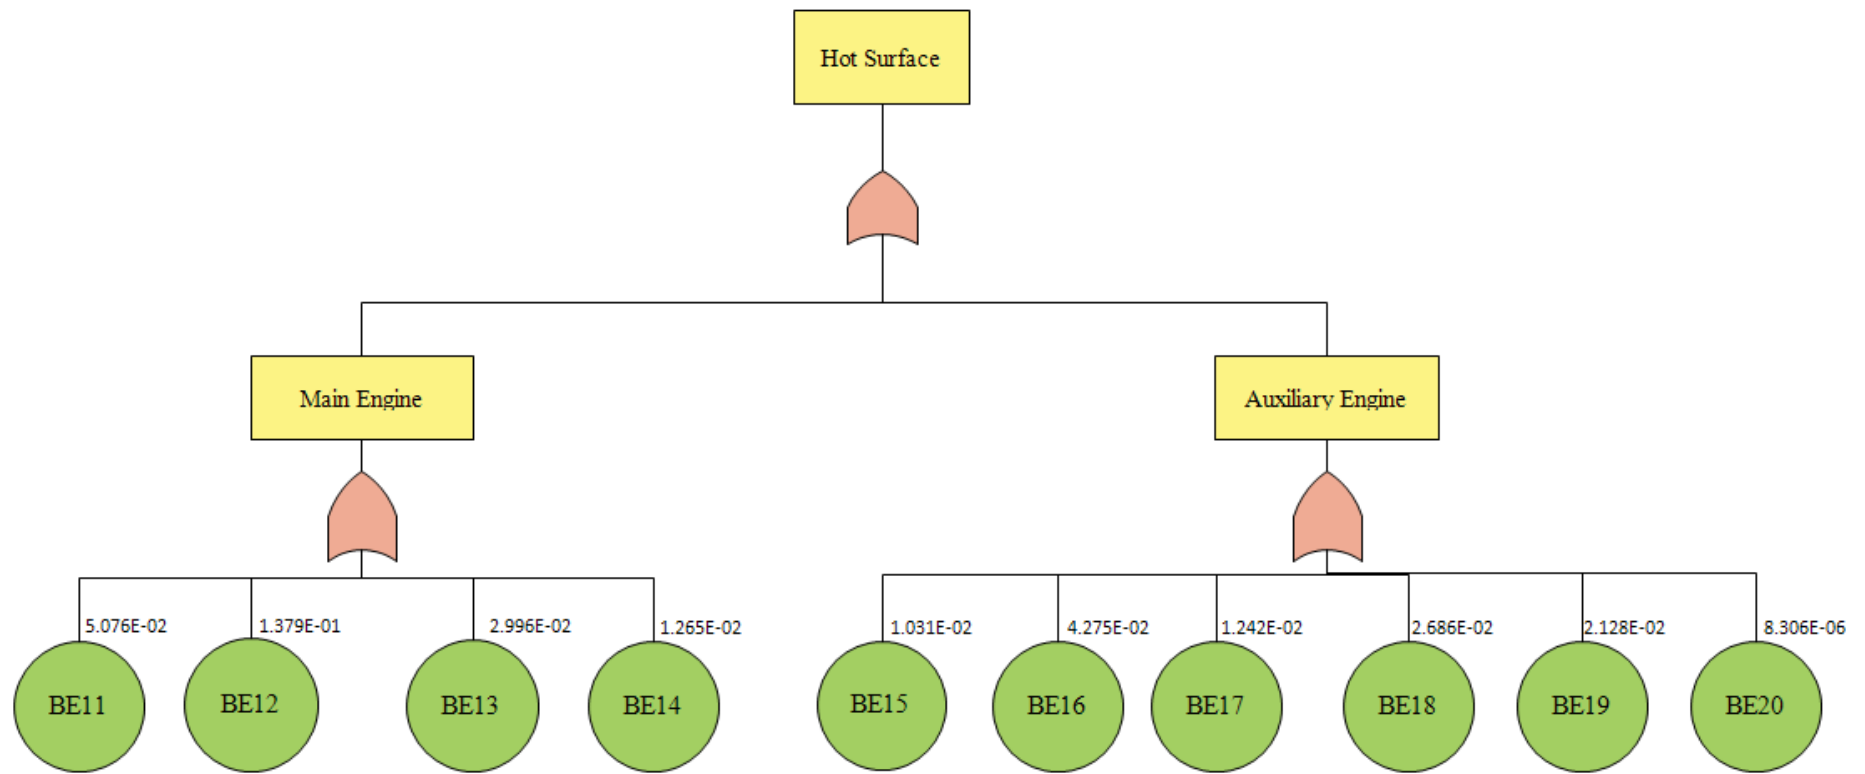 Hot Surface
Main Engine
Auxiliary Engine
5.076E-02
1.379E-01
2.996E-02
1.265E-02
1.031E-02
4.275E-02
1.242E-02
2.686E-02
2.128E-02
8.306E-06
BE11
BE12
BE13
BE14
BE15
BE16
BE17
BE18
BE19
BE20